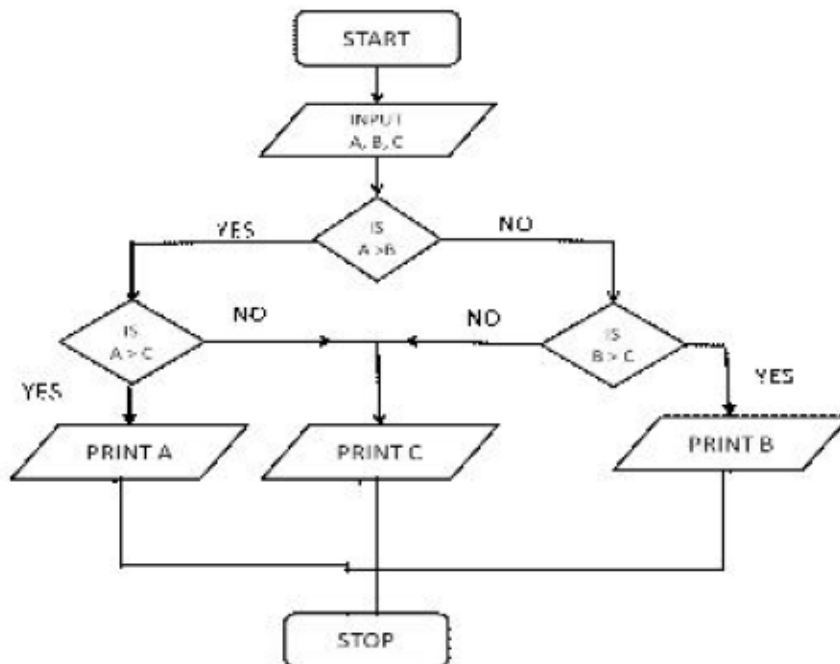 START
INPUT
A, B, C
YES
NO
IS
A >B
IS
A > C
NO
NO
IS
B > C
YES
YES
PRINT A
PRINT C
PRINT B
STOP